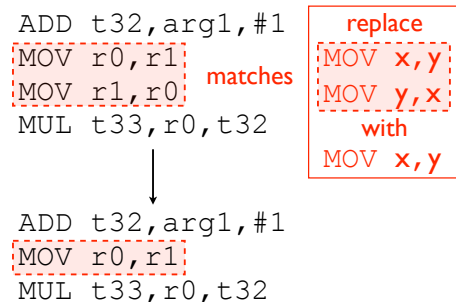 ADD t32,arg1,#1
MOV r0,r1
MOV r1,r0
MUL t33,r0,t32
matches
replace
MOV x,y
MOV y,x
with
MOV x,y
ADD t32,arg1,#1
MOV r0,r1
MUL t33,r0,t32